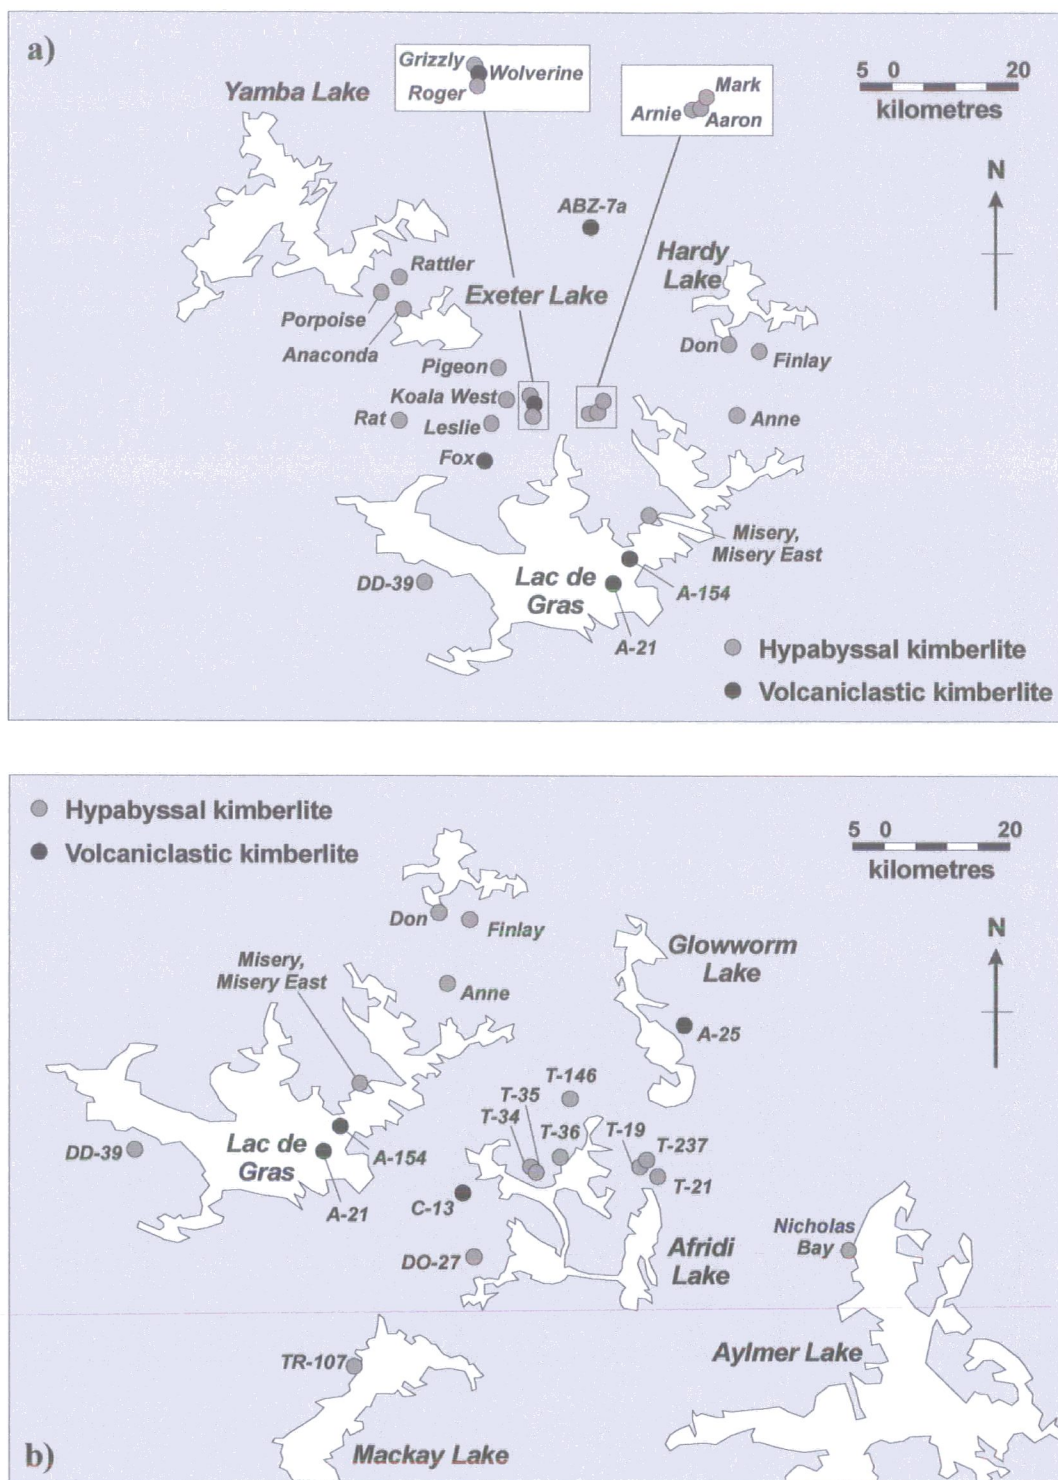 a)
Grizzly
Wolverine
Roger
Mark
Arnie
Aaron
5 0 20
kilometres
Yamba Lake
N
ABZ-7a
Hardy
Lake
Rattler
Exeter Lake
Porpoise
Anaconda
Don
Finlay
Pigeon
Koala West
Rat
Leslie
Anne
Fox
Misery,
Misery East
DD-39
Lac de
Gras
A-154
A-21
Hypabyssal kimberlite
Volcaniclastic kimberlite
Hypabyssal kimberlite
Volcaniclastic kimberlite
5 0 20
kilometres
Don
Finlay
Glowworm
Lake
N
Misery,
Misery East
Anne
A-25
T-146
T-35
T-34
T-36
T-19
T-237
DD-39
Lac de
Gras
A-154
T-21
A-21
C-13
Nicholas
Bay
DO-27
Afridi
Lake
TR-107
Aylmer Lake
Mackay Lake
b)